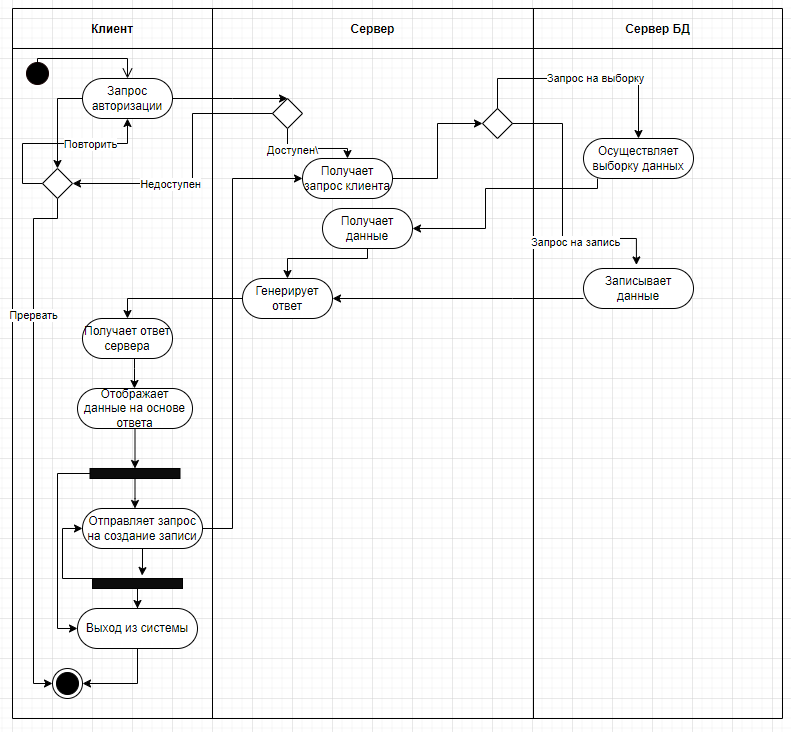 Клиент
Сервер
Сервер БД
Запрос
авторизации
Запрос на выборку
Повторить
Доступен\
Осуществляет
выборку данных
Получает
запрос клиента
Недоступен
Получает
данные
Запрос на запись
Генерирует
ответ
Записывает
данные
Прервать
Получает ответ
сервера
Отображает
данные на основе
ответа
Отправляет запрос
на создание записи
Выход из системы